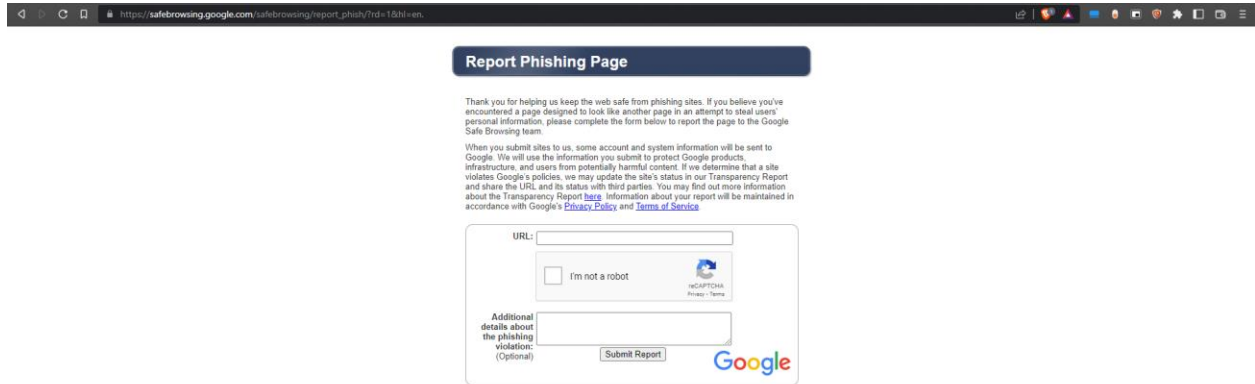 https://safebrowsing.google.com/safebrowsing/report_phish/?rd=1&hl=en.
Report Phishing Page
Thank you for helping us keep the web safe from phishing sites. If you believe you've
encountered a page designed to look like another page in an attempt to steal users'
personal information, please complete the form below to report the page to the Google
Safe Browsing team.
When you submit sites to us, some account and system information will be sent to
Google. We will use the information you submit to protect Google products,
infrastructure, and users from potentially harmful content. If we determine that a site
violates Google's policies, we may update the site's status in our Transparency Report
and share the URL and its status with third parties. You may find out more information
about the Transparency Report here. Information about your report will be maintained in
accordance with Google's Privacy Policy and Terms of Service
URL:
I'm not a robot
reCAPTCHA
Privacy - Terms
Additional
details about
the phishing
violation:
(Optional)
Submit Report
Google